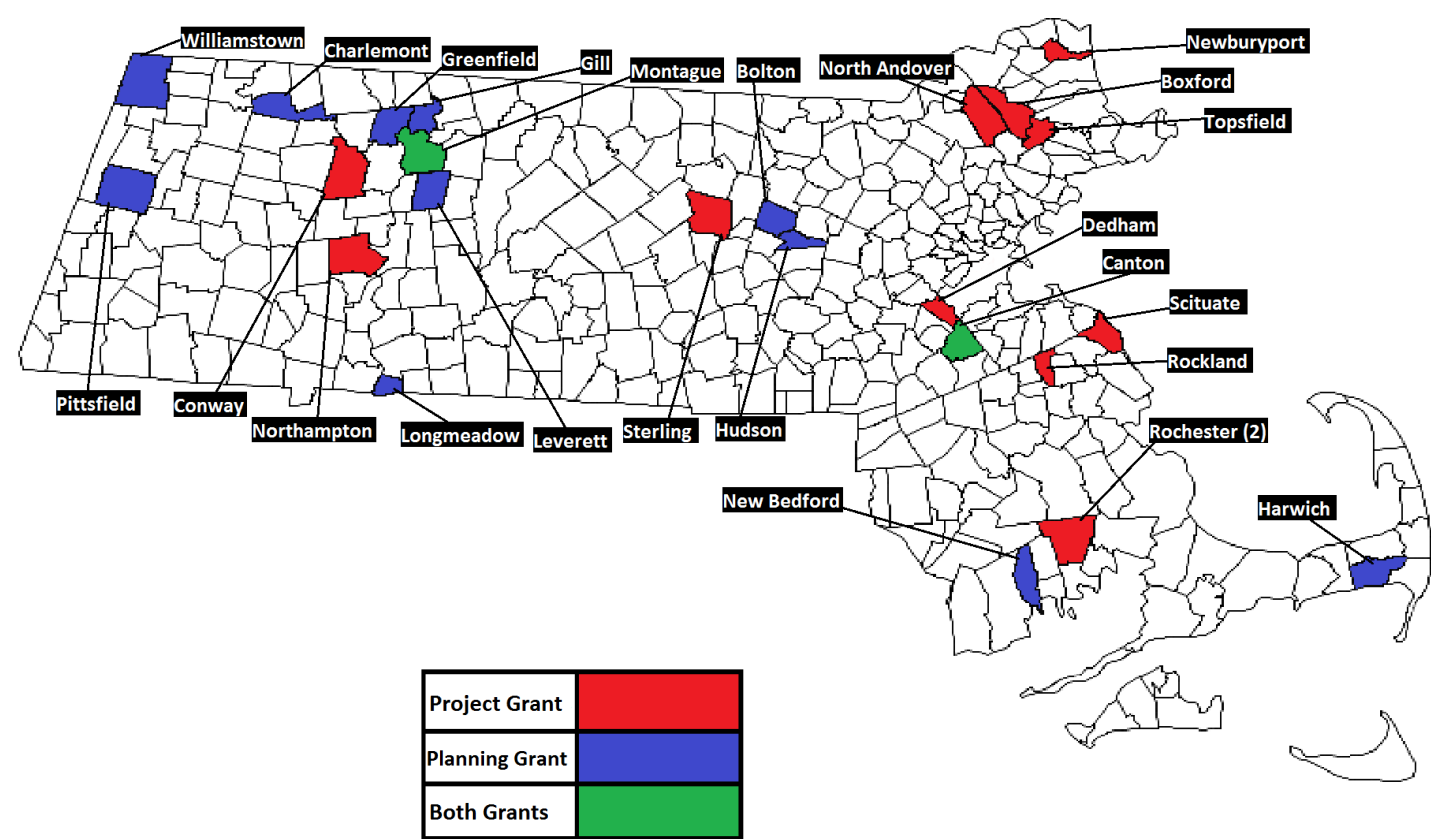 Williamstown
Charlemont
Greenfield
Gill
Montague
Bolton
North Andover
Newburyport
Boxford
Topsfield
Dedham
Canton
Scituate
Rockland
Pittsfield
Conway
Northampton
Longmeadow
Leverett
Sterling
Hudson
Rochester (2)
New Bedford
Harwich
Project Grant
Planning Grant
Both Grants